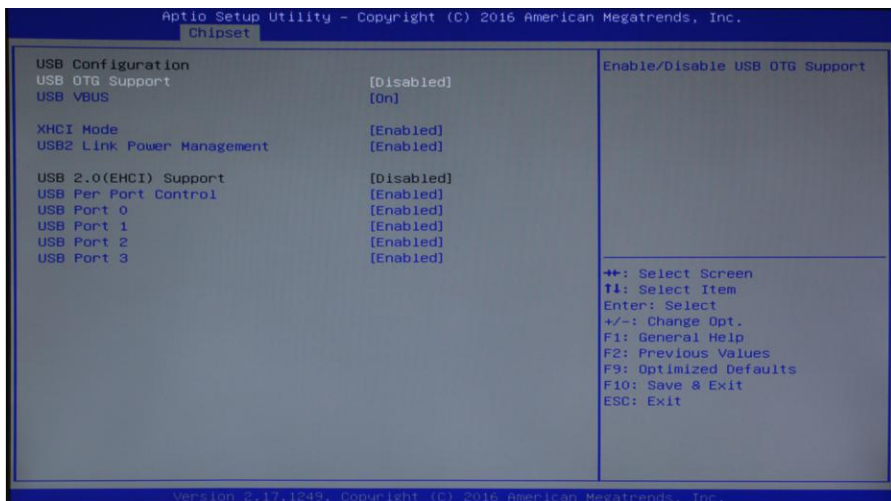 Aptio Setup Utility – Copyright (C) 2016 American Megatrends, Inc.
Chipset
USB Configuration
USB OTG Support [Disabled]
USB VBUS [On]
XHCI Mode [Enabled]
USB2 Link Power Management [Enabled]
USB 2.0(EHCI) Support [Disabled]
USB Per Port Control [Enabled]
USB Port 0 [Enabled]
USB Port 1 [Enabled]
USB Port 2 [Enabled]
USB Port 3 [Enabled]
Enable/Disable USB OTG Support
→←: Select Screen
↑↓: Select Item
Enter: Select
+/-: Change Opt.
F1: General Help
F2: Previous Values
F9: Optimized Defaults
F10: Save & Exit
ESC: Exit
Version 2.17.1249. Copyright (C) 2016 American Megatrends, Inc.